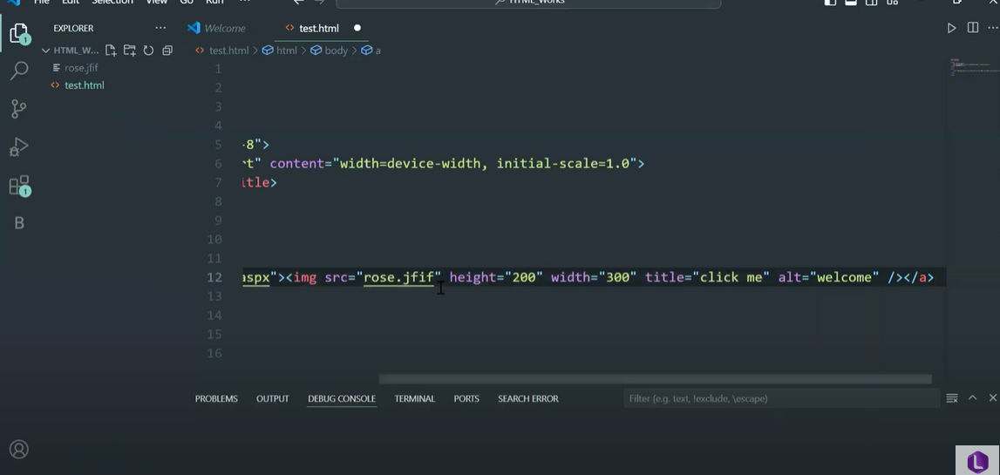 File Edit Selection View Go Run ···
HTML_Works
EXPLORER ···
Welcome
test.html
HTML_W...
test.html > html > body > a
rose.jfif
test.html
1
2
3
4
5 -8">
6 rt" content="width=device-width, initial-scale=1.0">
7 itle>
8
9
10
11
12 aspx"><img src="rose.jfif" height="200" width="300" title="click me" alt="welcome" /></a>
13
14
15
16
1
1
B
PROBLEMS OUTPUT DEBUG CONSOLE TERMINAL PORTS SEARCH ERROR
Filter (e.g. text, !exclude, \escape)
L